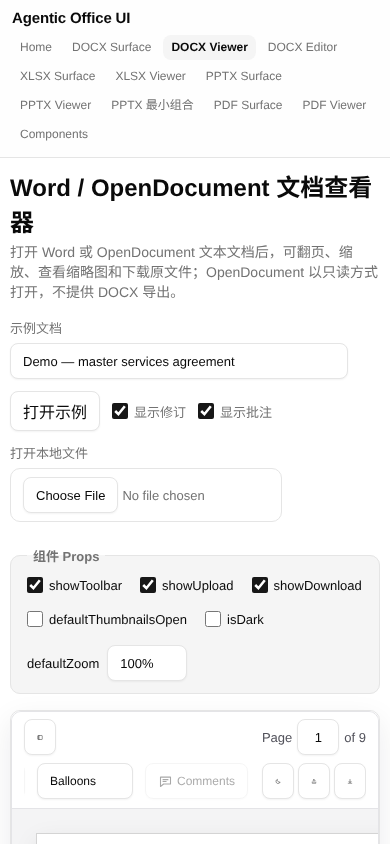 Agentic Office UI
Home DOCX Surface DOCX Viewer DOCX Editor
XLSX Surface XLSX Viewer PPTX Surface
PPTX Viewer PPTX 最小组合 PDF Surface PDF Viewer
Components
Word / OpenDocument 文档查看
器
打开 Word 或 OpenDocument 文本文档后，可翻页、缩
放、查看缩略图和下载原文件；OpenDocument 以只读方式
打开，不提供 DOCX 导出。
示例文档
Demo — master services agreement
打开示例 显示修订 显示批注
打开本地文件
Choose File No file chosen
组件 Props
showToolbar showUpload showDownload
defaultThumbnailsOpen isDark
defaultZoom 100%
Page 1 of 9
Balloons Comments